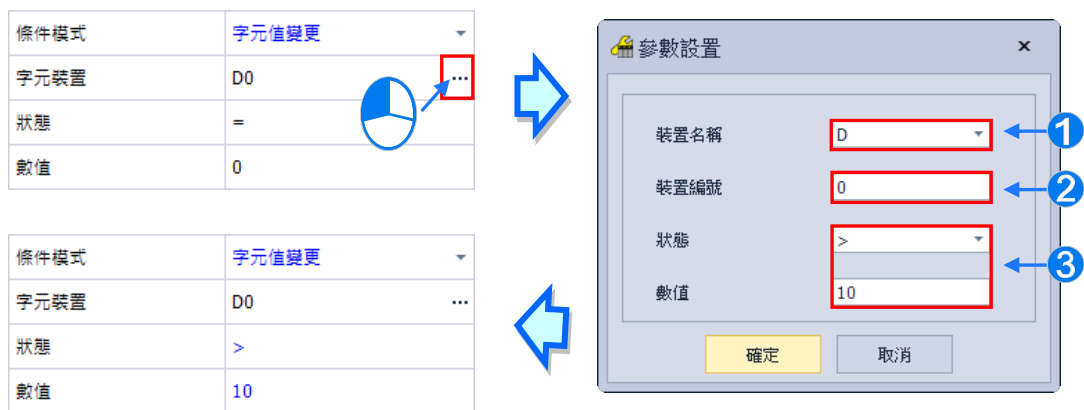 條件模式 字元值變更
字元裝置 D0 ...
狀態 =
數值 0
參數設置 ×
裝置名稱 D 1
裝置編號 0 2
狀態 >
3
數值 10
確定 取消
條件模式 字元值變更
字元裝置 D0 ...
狀態 >
數值 10